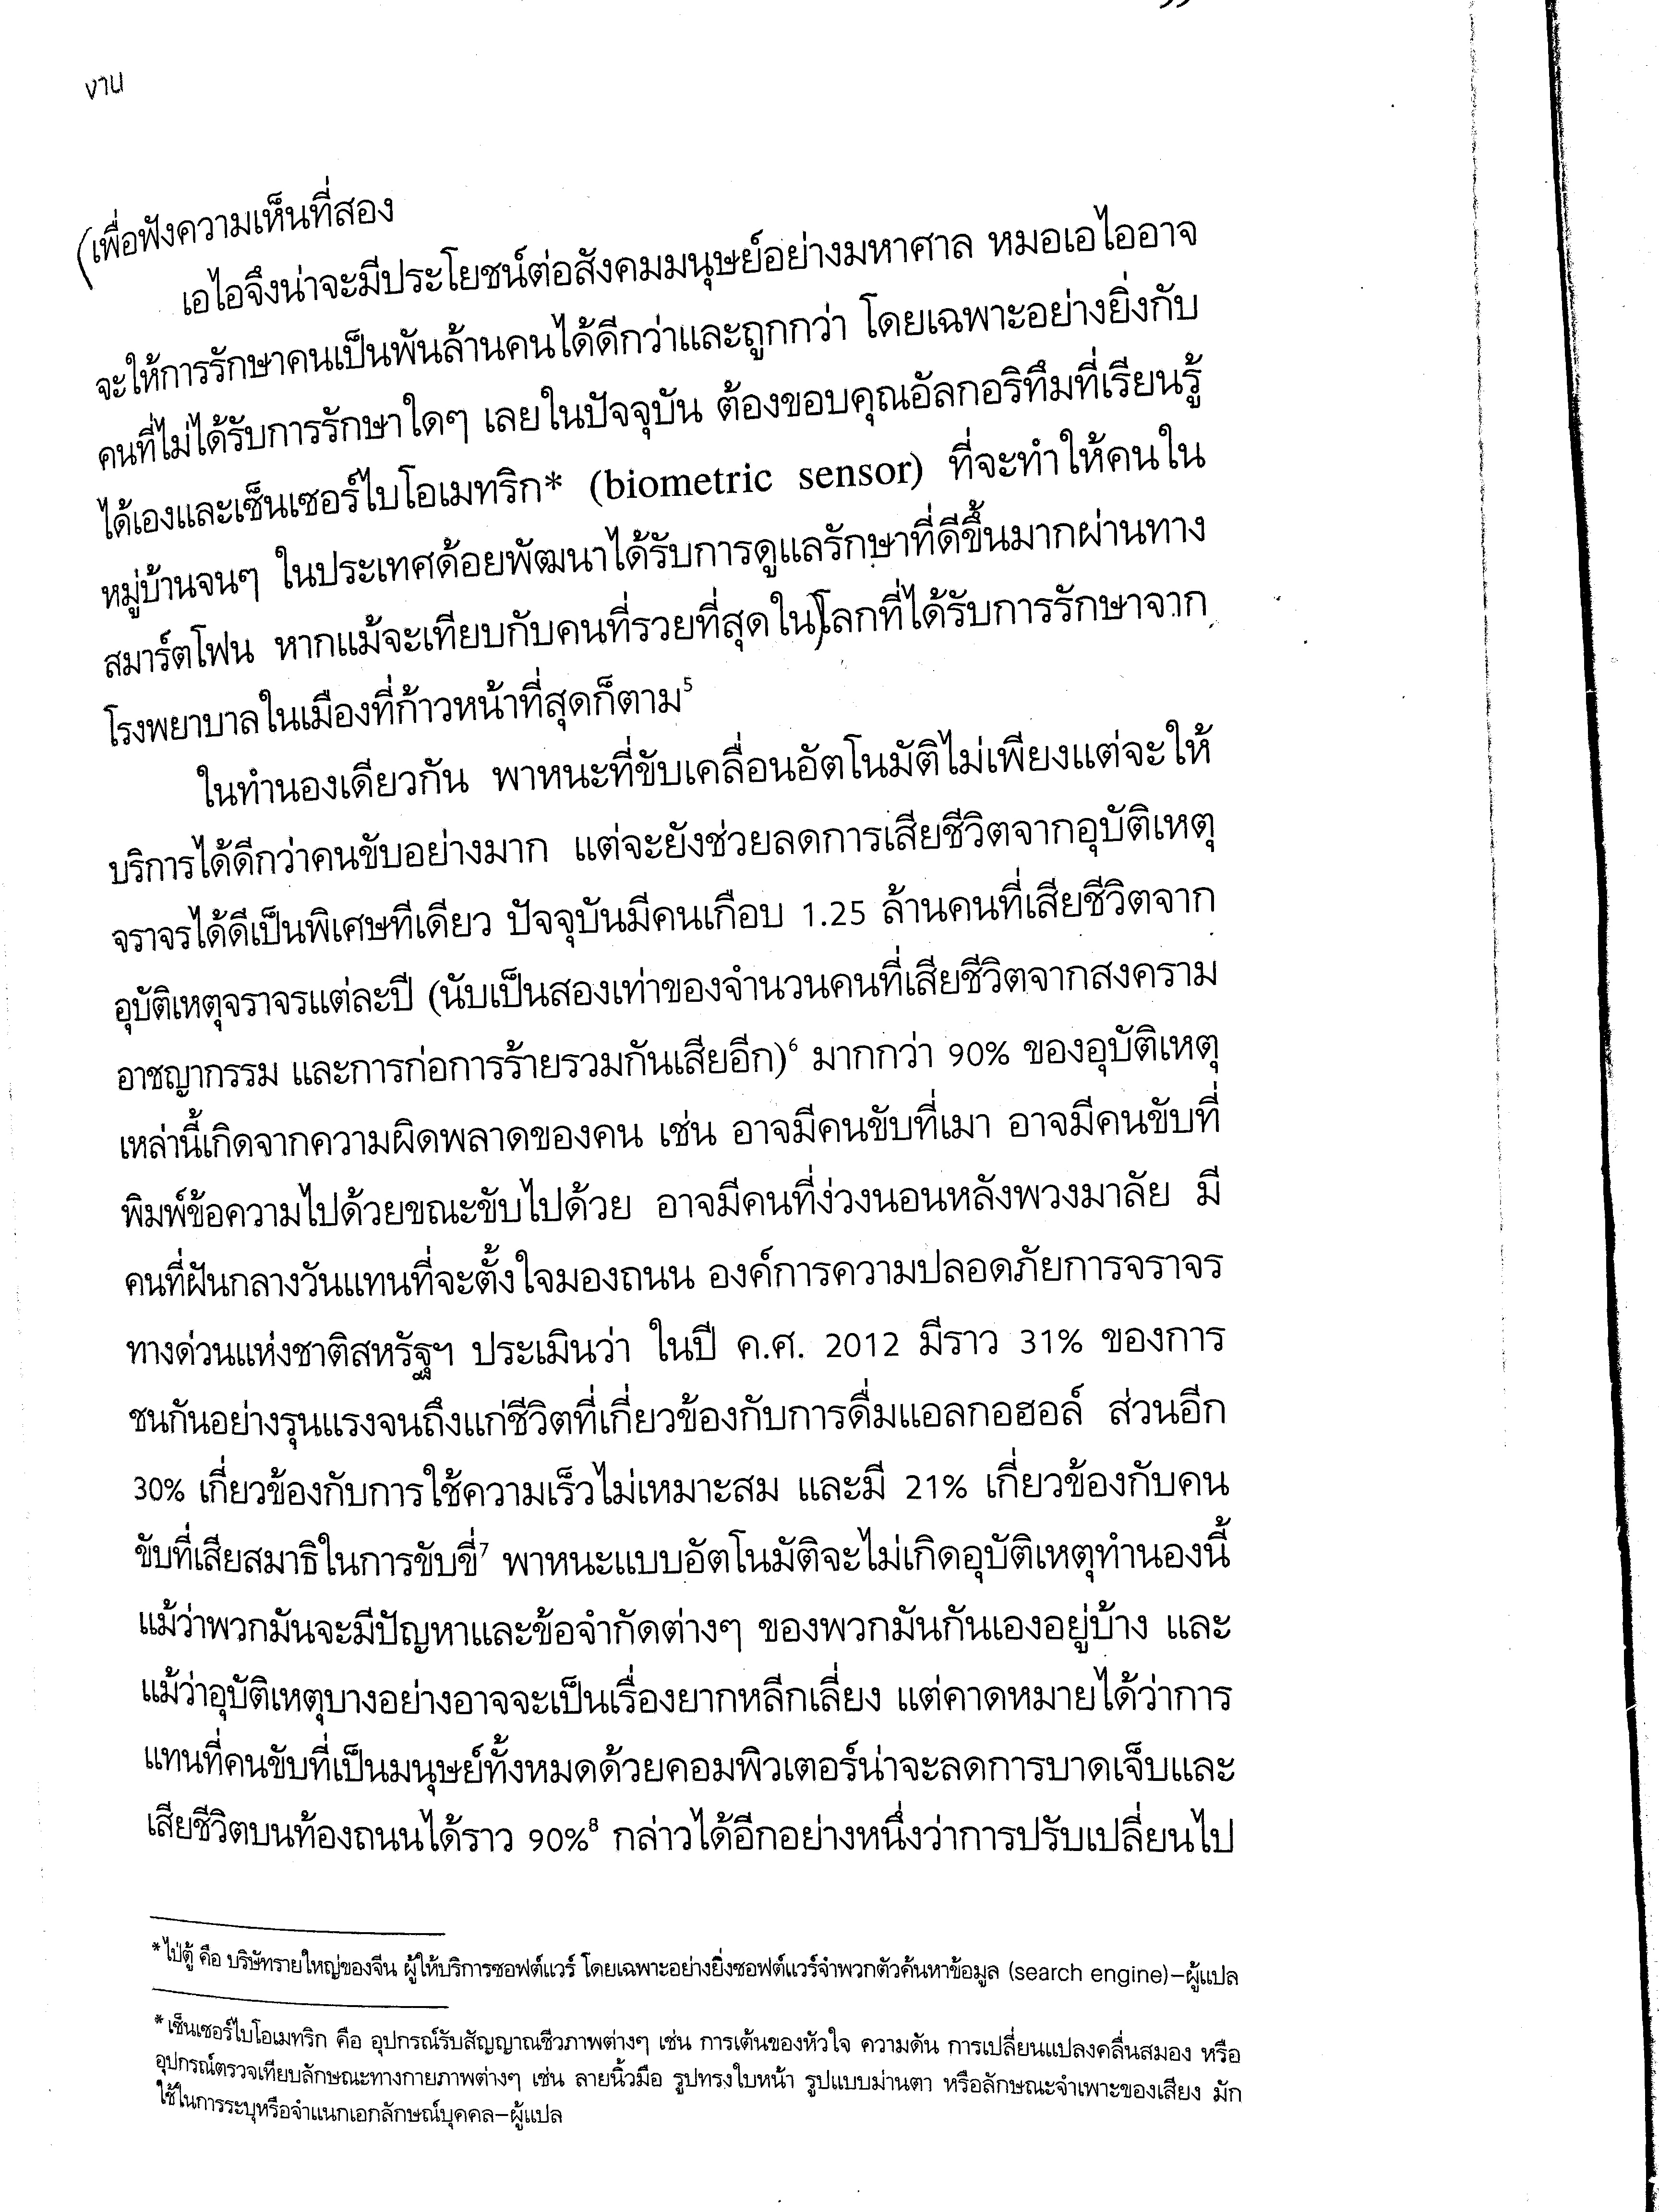 งาน
(เพื่อฟังความเห็นที่สอง
เอไอจึงน่าจะมีประโยชน์ต่อสังคมมนุษย์อย่างมหาศาล หมอเอไออาจ
จะให้การรักษาคนเป็นพันล้านคนได้ดีกว่าและถูกกว่า โดยเฉพาะอย่างยิ่งกับ
คนที่ไม่ได้รับการรักษาใดๆ เลยในปัจจุบัน ต้องขอบคุณอัลกอริทึมที่เรียนรู้
ได้เองและเซ็นเซอร์ไบโอเมทริก* (biometric sensor) ที่จะทำให้คนใน
หมู่บ้านจนๆ ในประเทศด้อยพัฒนาได้รับการดูแลรักษาที่ดีขึ้นมากผ่านทาง
สมาร์ตโฟน หากแม้จะเทียบกับคนที่รวยที่สุดใน)โลกที่ได้รับการรักษาจาก
โรงพยาบาลในเมืองที่ก้าวหน้าที่สุดก็ตาม⁵
ในทำนองเดียวกัน พาหนะที่ขับเคลื่อนอัตโนมัติไม่เพียงแต่จะให้
บริการได้ดีกว่าคนขับอย่างมาก แต่จะยังช่วยลดการเสียชีวิตจากอุบัติเหตุ
จราจรได้ดีเป็นพิเศษทีเดียว ปัจจุบันมีคนเกือบ 1.25 ล้านคนที่เสียชีวิตจาก
อุบัติเหตุจราจรแต่ละปี (นับเป็นสองเท่าของจำนวนคนที่เสียชีวิตจากสงคราม
อาชญากรรม และการก่อการร้ายรวมกันเสียอีก)⁶ มากกว่า 90% ของอุบัติเหตุ
เหล่านี้เกิดจากความผิดพลาดของคน เช่น อาจมีคนขับที่เมา อาจมีคนขับที่
พิมพ์ข้อความไปด้วยขณะขับไปด้วย อาจมีคนที่ง่วงนอนหลังพวงมาลัย มี
คนที่ฝันกลางวันแทนที่จะตั้งใจมองถนน องค์การความปลอดภัยการจราจร
ทางด่วนแห่งชาติสหรัฐฯ ประเมินว่า ในปี ค.ศ. 2012 มีราว 31% ของการ
ชนกันอย่างรุนแรงจนถึงแก่ชีวิตที่เกี่ยวข้องกับการดื่มแอลกอฮอล์ ส่วนอีก
30% เกี่ยวข้องกับการใช้ความเร็วไม่เหมาะสม และมี 21% เกี่ยวข้องกับคน
ขับที่เสียสมาธิในการขับขี่⁷ พาหนะแบบอัตโนมัติจะไม่เกิดอุบัติเหตุทำนองนี้
แม้ว่าพวกมันจะมีปัญหาและข้อจำกัดต่างๆ ของพวกมันกันเองอยู่บ้าง และ
แม้ว่าอุบัติเหตุบางอย่างอาจจะเป็นเรื่องยากหลีกเลี่ยง แต่คาดหมายได้ว่าการ
แทนที่คนขับที่เป็นมนุษย์ทั้งหมดด้วยคอมพิวเตอร์น่าจะลดการบาดเจ็บและ
เสียชีวิตบนท้องถนนได้ราว 90%⁸ กล่าวได้อีกอย่างหนึ่งว่าการปรับเปลี่ยนไป
*ไป่ตู้ คือ บริษัทรายใหญ่ของจีน ผู้ให้บริการซอฟต์แวร์ โดยเฉพาะอย่างยิ่งซอฟต์แวร์จำพวกตัวค้นหาข้อมูล (search engine)–ผู้แปล
*เซ็นเซอร์ไบโอเมทริก คือ อุปกรณ์รับสัญญาณชีวภาพต่างๆ เช่น การเต้นของหัวใจ ความดัน การเปลี่ยนแปลงคลื่นสมอง หรือ
อุปกรณ์ตรวจเทียบลักษณะทางกายภาพต่างๆ เช่น ลายนิ้วมือ รูปทรงใบหน้า รูปแบบม่านตา หรือลักษณะจำเพาะของเสียง มัก
ใช้ในการระบุหรือจำแนกเอกลักษณ์บุคคล–ผู้แปล